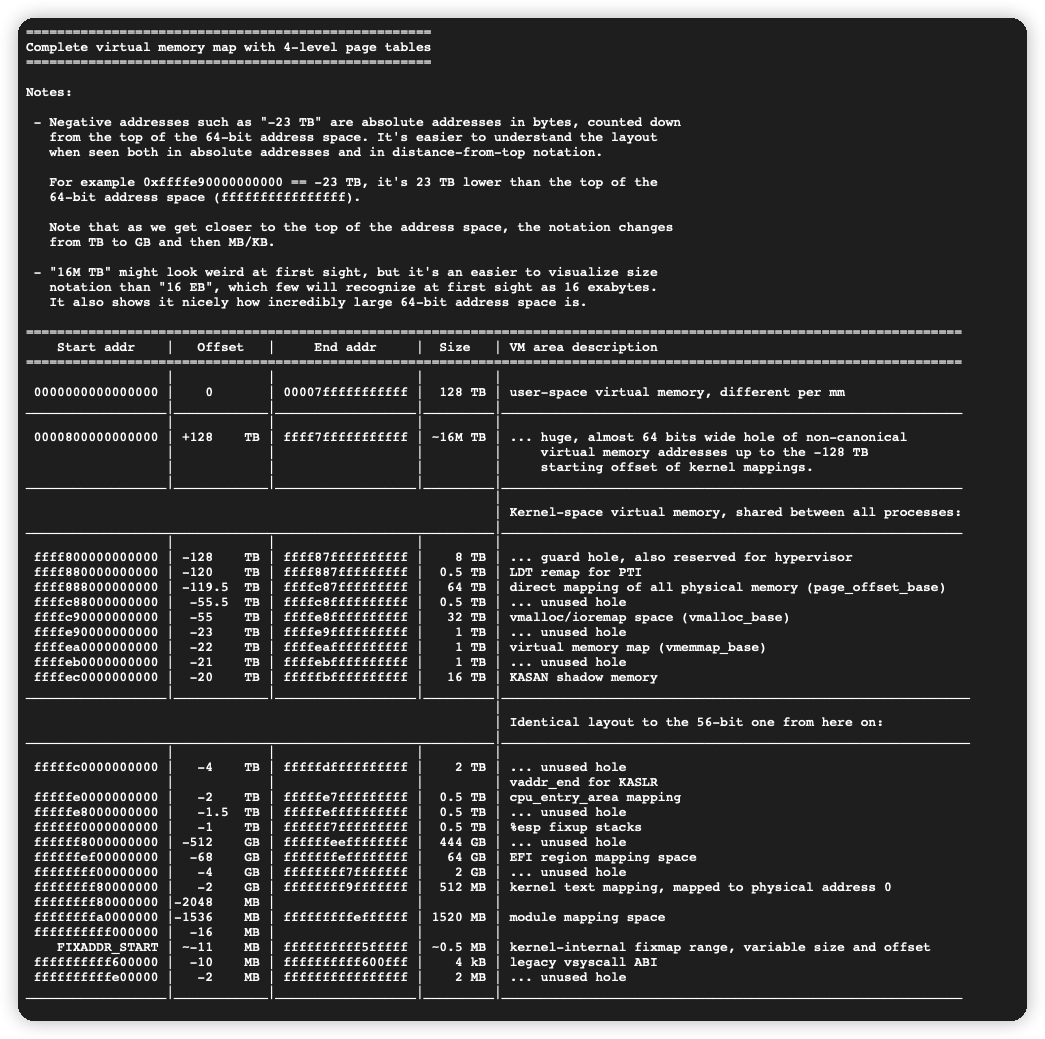 ====================================================
Complete virtual memory map with 4-level page tables
====================================================
Notes:
- Negative addresses such as "-23 TB" are absolute addresses in bytes, counted down
from the top of the 64-bit address space. It's easier to understand the layout
when seen both in absolute addresses and in distance-from-top notation.
For example 0xffffe90000000000 == -23 TB, it's 23 TB lower than the top of the
64-bit address space (ffffffffffffffff).
Note that as we get closer to the top of the address space, the notation changes
from TB to GB and then MB/KB.
- "16M TB" might look weird at first sight, but it's an easier to visualize size
notation than "16 EB", which few will recognize at first sight as 16 exabytes.
It also shows it nicely how incredibly large 64-bit address space is.
Start addr | Offset | End addr | Size | VM area description
0000000000000000 | 0 | 00007fffffffffff | 128 TB | user-space virtual memory, different per mm
0000800000000000 | +128 TB | ffff7fffffffffff | ~16M TB | ... huge, almost 64 bits wide hole of non-canonical
virtual memory addresses up to the -128 TB
starting offset of kernel mappings.
| Kernel-space virtual memory, shared between all processes:
ffff800000000000 | -128 TB | ffff87ffffffffff | 8 TB | ... guard hole, also reserved for hypervisor
ffff880000000000 | -120 TB | ffff887fffffffff | 0.5 TB | LDT remap for PTI
ffff888000000000 | -119.5 TB | ffffc87fffffffff | 64 TB | direct mapping of all physical memory (page_offset_base)
ffffc88000000000 | -55.5 TB | ffffc8ffffffffff | 0.5 TB | ... unused hole
ffffc90000000000 | -55 TB | ffffe8ffffffffff | 32 TB | vmalloc/ioremap space (vmalloc_base)
ffffe90000000000 | -23 TB | ffffe9ffffffffff | 1 TB | ... unused hole
ffffea0000000000 | -22 TB | ffffeaffffffffff | 1 TB | virtual memory map (vmemmap_base)
ffffeb0000000000 | -21 TB | ffffebffffffffff | 1 TB | ... unused hole
ffffec0000000000 | -20 TB | fffffbffffffffff | 16 TB | KASAN shadow memory
| Identical layout to the 56-bit one from here on:
fffffc0000000000 | -4 TB | fffffdffffffffff | 2 TB | ... unused hole
| vaddr_end for KASLR
fffffe0000000000 | -2 TB | fffffe7fffffffff | 0.5 TB | cpu_entry_area mapping
fffffe8000000000 | -1.5 TB | fffffeffffffffff | 0.5 TB | ... unused hole
ffffff0000000000 | -1 TB | ffffff7fffffffff | 0.5 TB | %esp fixup stacks
ffffff8000000000 | -512 GB | ffffffeeffffffff | 444 GB | ... unused hole
ffffffef00000000 | -68 GB | fffffffeffffffff | 64 GB | EFI region mapping space
ffffffff00000000 | -4 GB | ffffffff7fffffff | 2 GB | ... unused hole
ffffffff80000000 | -2 GB | ffffffff9fffffff | 512 MB | kernel text mapping, mapped to physical address 0
ffffffff80000000 |-2048 MB | | |
ffffffffa0000000 |-1536 MB | fffffffffeffffff | 1520 MB | module mapping space
ffffffffff000000 | -16 MB | | |
FIXADDR_START | ~-11 MB | ffffffffff5fffff | ~0.5 MB | kernel-internal fixmap range, variable size and offset
ffffffffff600000 | -10 MB | ffffffffff600fff | 4 kB | legacy vsyscall ABI
ffffffffffe00000 | -2 MB | ffffffffffffffff | 2 MB | ... unused hole